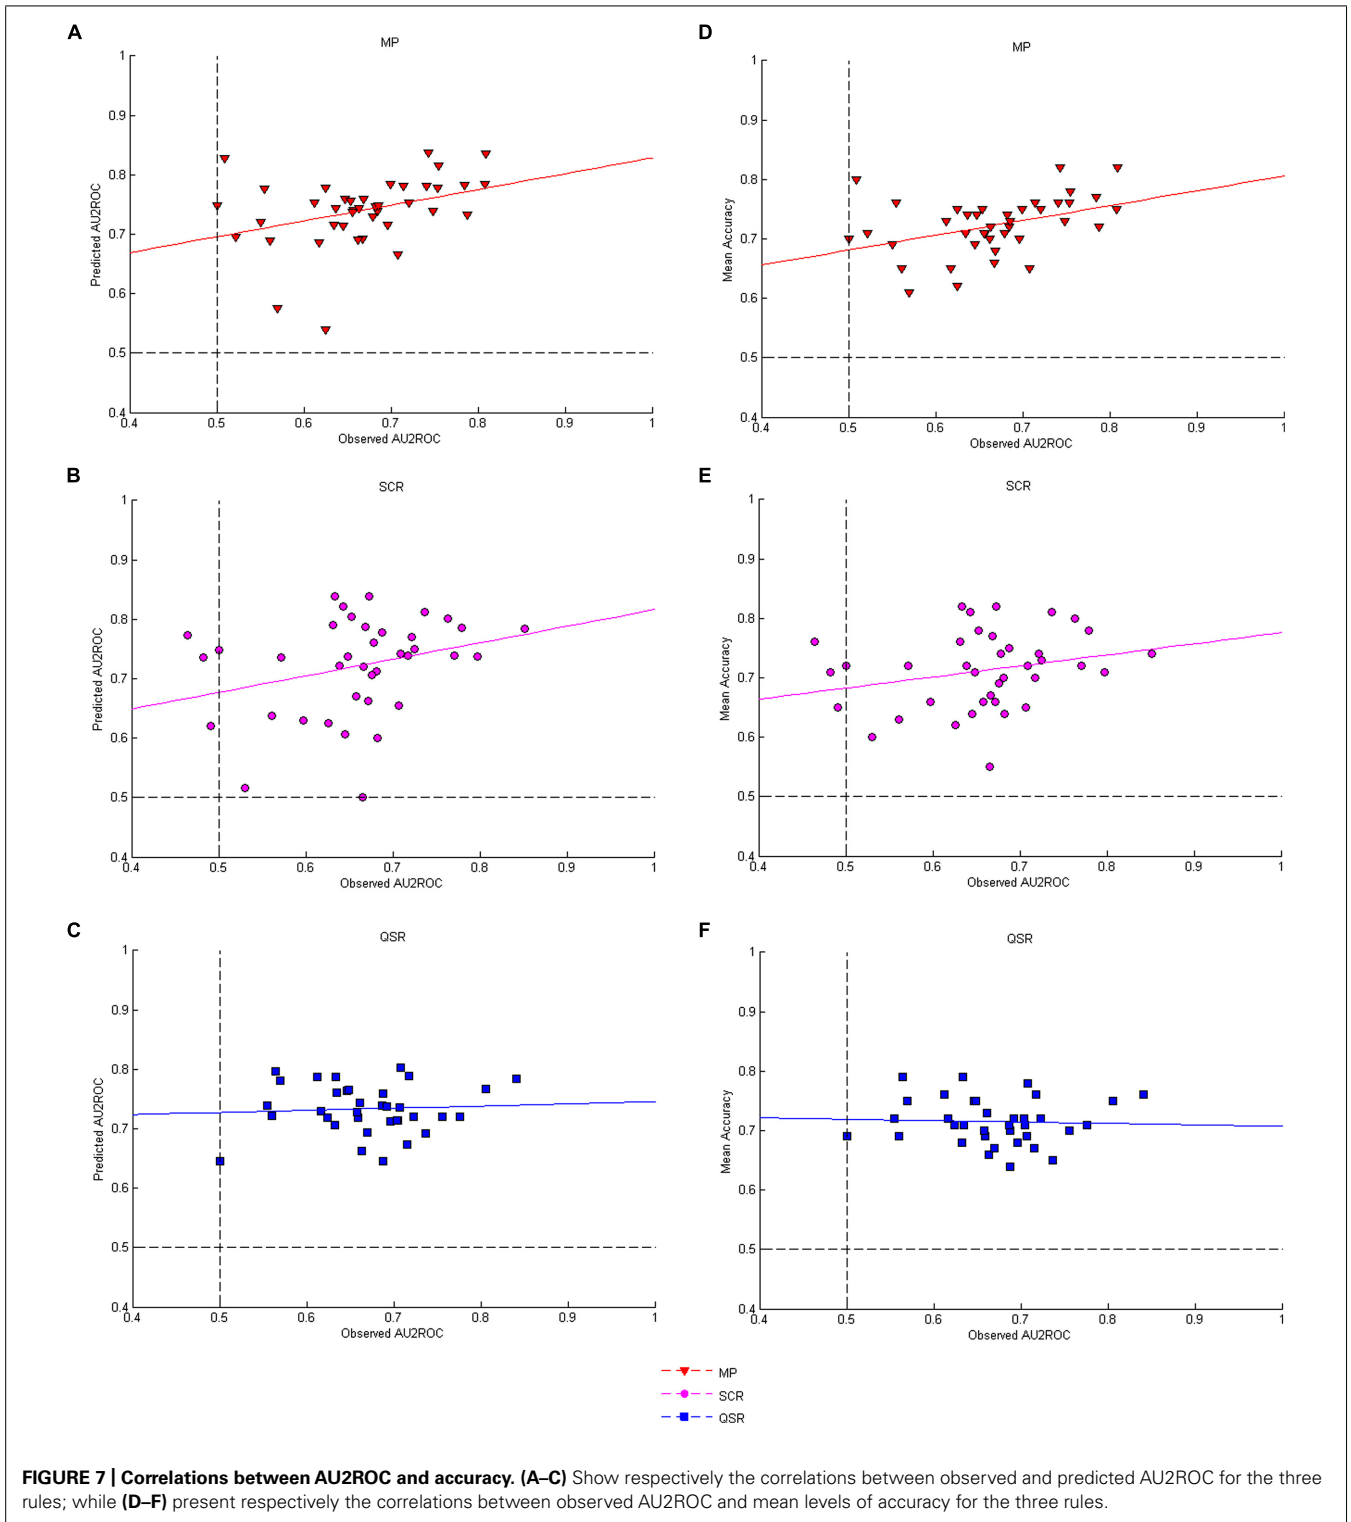 A
MP
1
0.9
0.8
0.7
0.6
0.5
0.4
Predicted AU2ROC
0.4 0.5 0.6 0.7 0.8 0.9 1
Observed AU2ROC
D
MP
1
0.9
0.8
0.7
0.6
0.5
0.4
Mean Accuracy
0.4 0.5 0.6 0.7 0.8 0.9 1
Observed AU2ROC
B
SCR
1
0.9
0.8
0.7
0.6
0.5
0.4
Predicted AU2ROC
0.4 0.5 0.6 0.7 0.8 0.9 1
Observed AU2ROC
E
SCR
1
0.9
0.8
0.7
0.6
0.5
0.4
Mean Accuracy
0.4 0.5 0.6 0.7 0.8 0.9 1
Observed AU2ROC
C
QSR
1
0.9
0.8
0.7
0.6
0.5
0.4
Predicted AU2ROC
0.4 0.5 0.6 0.7 0.8 0.9 1
Observed AU2ROC
F
QSR
1
0.9
0.8
0.7
0.6
0.5
0.4
Mean Accuracy
0.4 0.5 0.6 0.7 0.8 0.9 1
Observed AU2ROC
MP
SCR
QSR
FIGURE 7 | Correlations between AU2ROC and accuracy. (A–C) Show respectively the correlations between observed and predicted AU2ROC for the three
rules; while (D–F) present respectively the correlations between observed AU2ROC and mean levels of accuracy for the three rules.